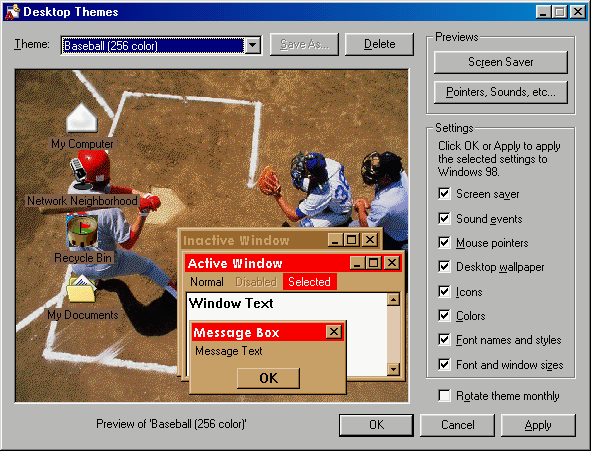 Desktop Themes
Theme:
Baseball (256 color)
Save As...
Delete
Previews
Screen Saver
Pointers, Sounds, etc...
My Computer
Network Neighborhood
Recycle Bin
My Documents
Inactive Window
Active Window
Normal Disabled Selected
Window Text
Message Box
Message Text
OK
Settings
Click OK or Apply to apply
the selected settings to
Windows 98.
Screen saver
Sound events
Mouse pointers
Desktop wallpaper
Icons
Colors
Font names and styles
Font and window sizes
Rotate theme monthly
Preview of 'Baseball (256 color)'
OK
Cancel
Apply